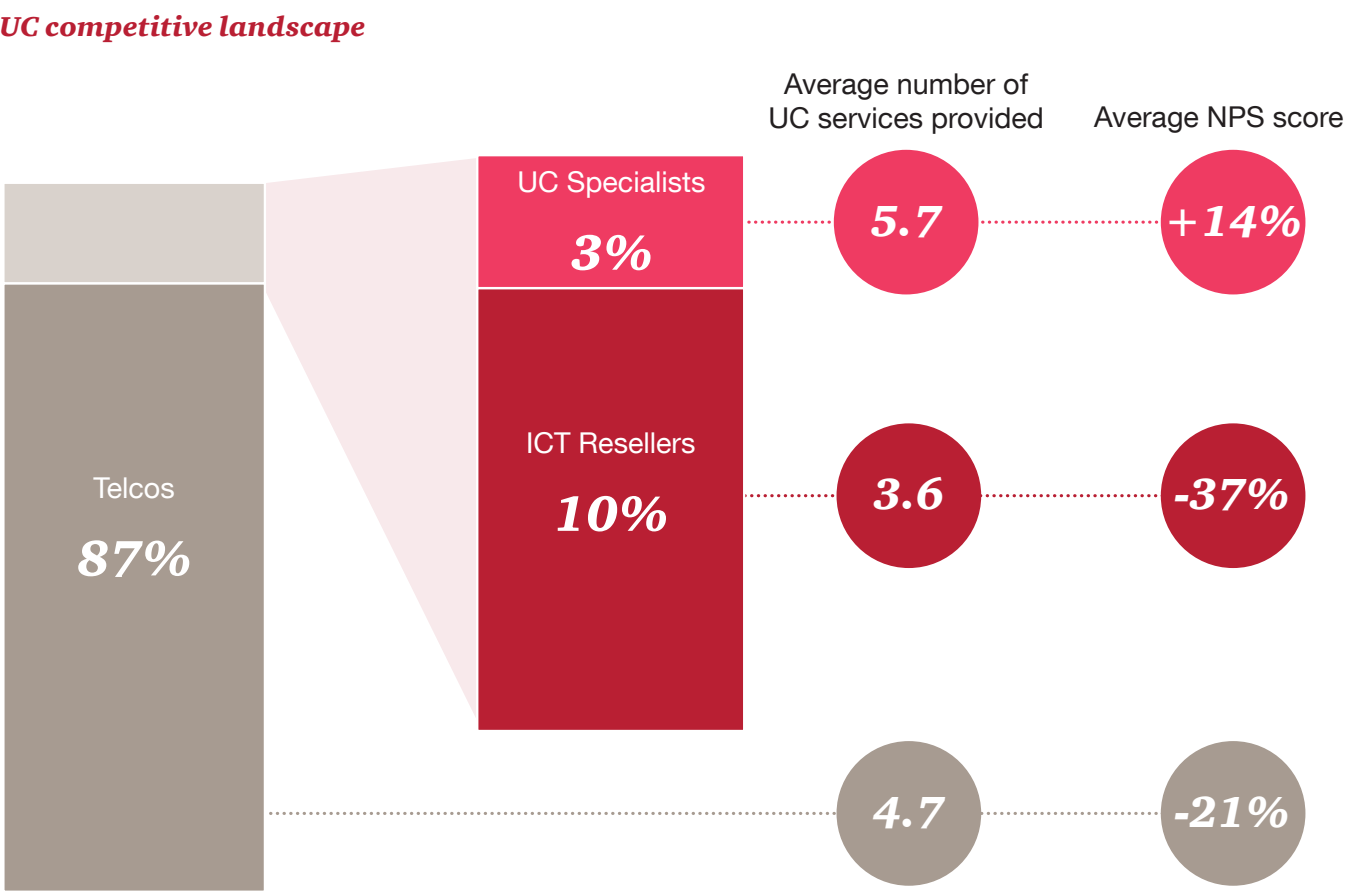 UC competitive landscape
Average number of
UC services provided
Average NPS score
UC Specialists
3%
5.7
+14%
ICT Resellers
10%
3.6
-37%
Telcos
87%
4.7
-21%